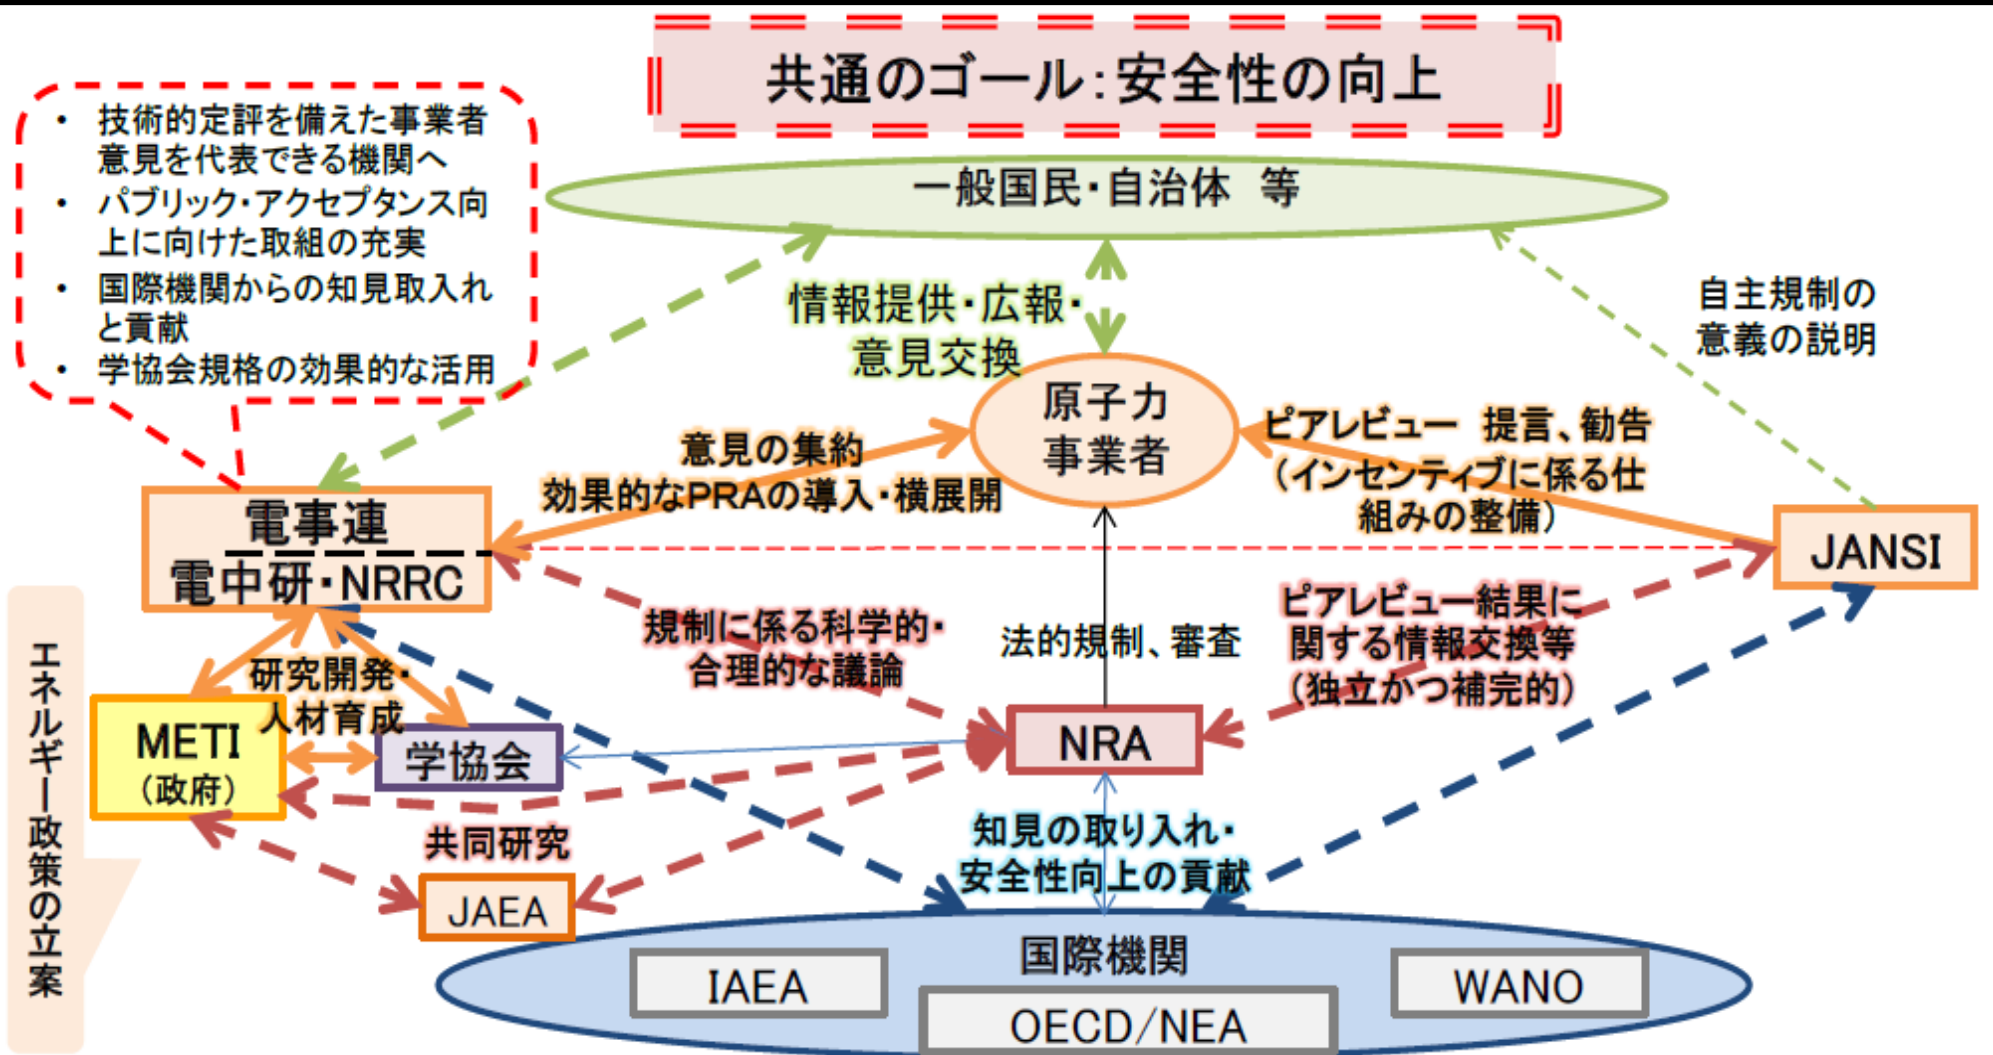 共通のゴール：安全性の向上
・ 技術的定評を備えた事業者
意見を代表できる機関へ
・ パブリック・アクセプタンス向
上に向けた取組の充実
・ 国際機関からの知見取入れ
と貢献
・ 学協会規格の効果的な活用
一般国民・自治体　等
情報提供・広報・
意見交換
自主規制の
意義の説明
原子力
事業者
意見の集約
効果的なPRAの導入・横展開
ピアレビュー　提言、勧告
（インセンティブに係る仕
組みの整備）
電事連
電中研・NRRC
JANSI
規制に係る科学的・
合理的な議論
法的規制、審査
ピアレビュー結果に
関する情報交換等
（独立かつ補完的）
エネルギー政策の立案
研究開発・
人材育成
METI
（政府）
学協会
NRA
共同研究
JAEA
知見の取り入れ・
安全性向上の貢献
国際機関
IAEA
OECD/NEA
WANO